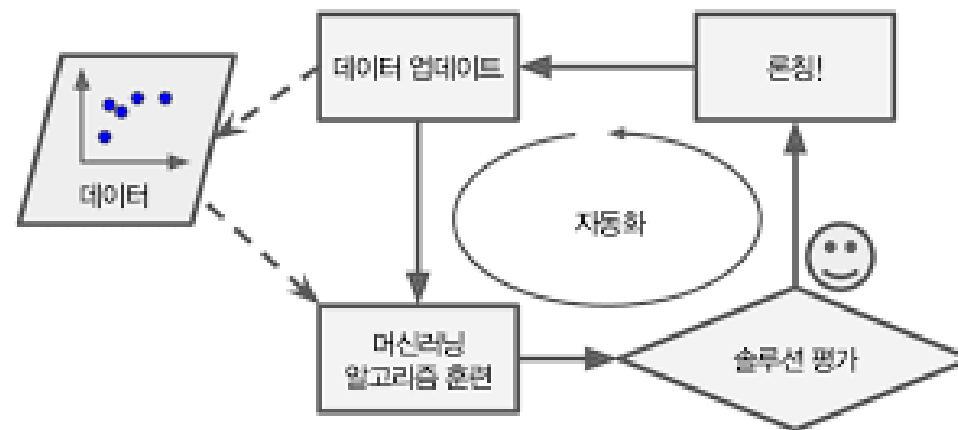 데이터 업데이트
론칭!
데이터
자동화
머신러닝
알고리즘 훈련
솔루션 평가